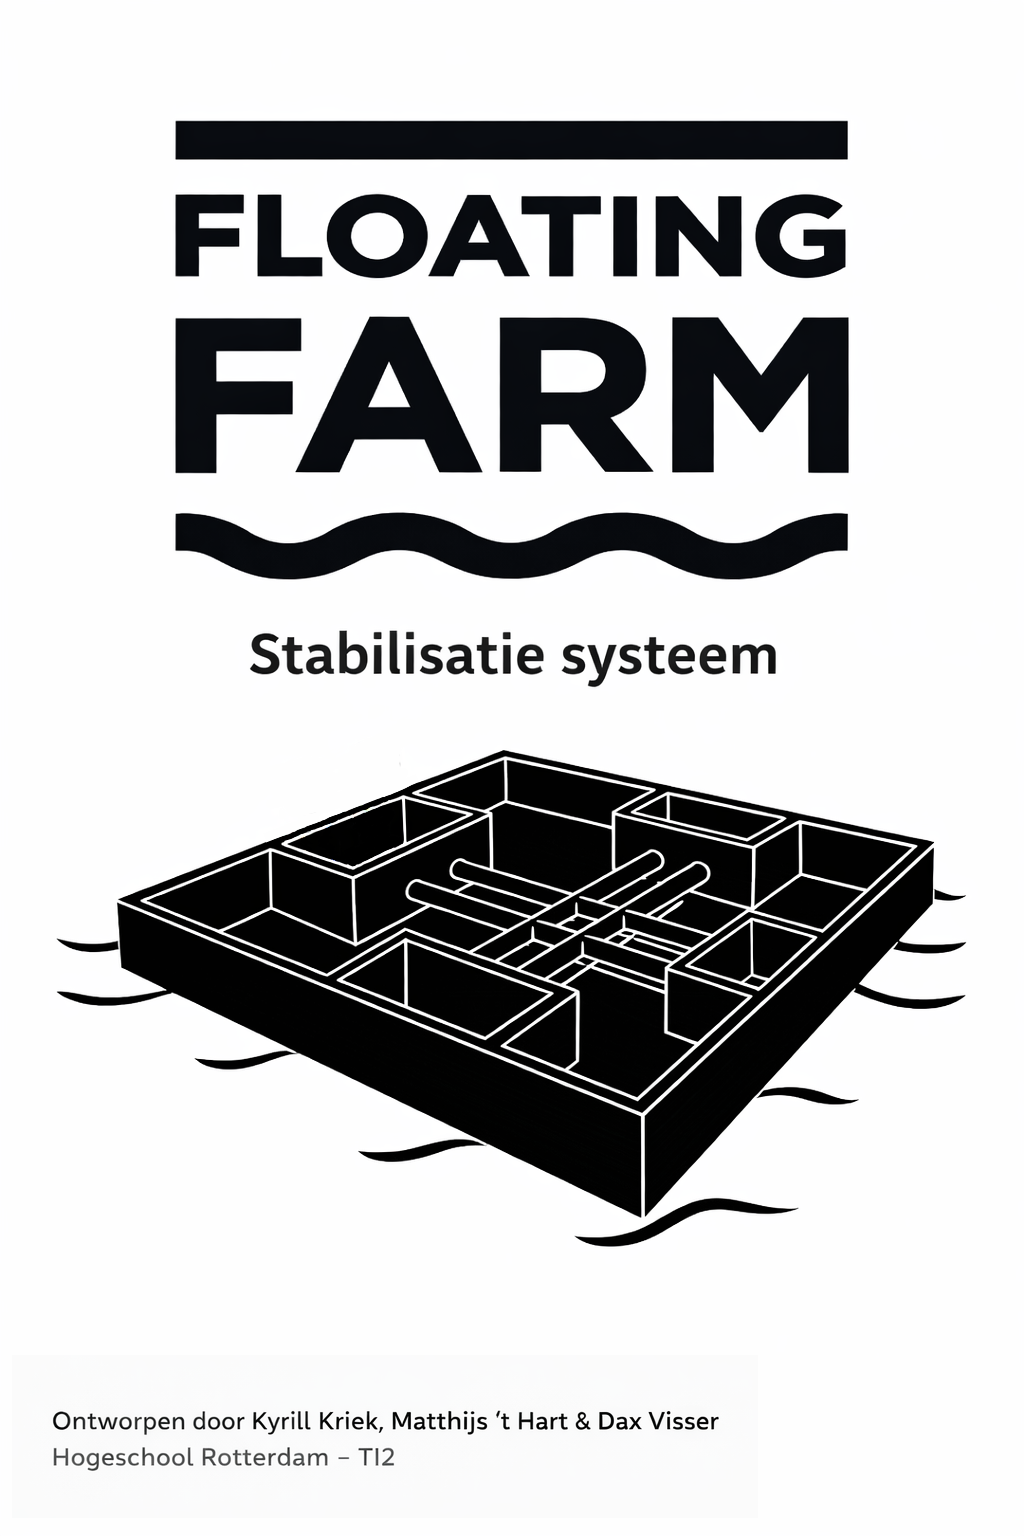 FLOATING
FARM
Stabilisatie systeem
Ontworpen door Kyrill Kriek, Matthijs ‘t Hart & Dax Visser
Hogeschool Rotterdam – TI2